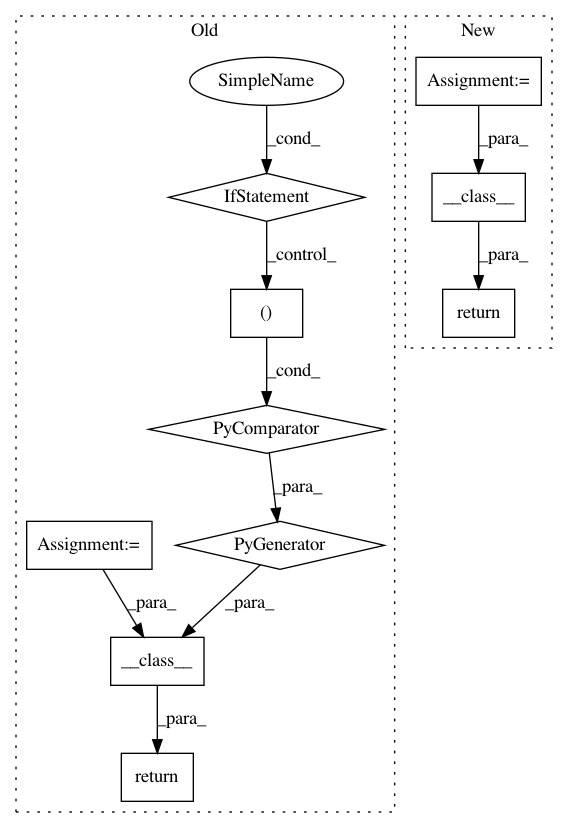 Old
New
SimpleName
Assignment:=
_cond_
_para_
IfStatement
__class__
_control_
_para_
()
return
_cond_
PyComparator
_para_
Assignment:=
PyGenerator
_para_
_para_
__class__
_para_
return